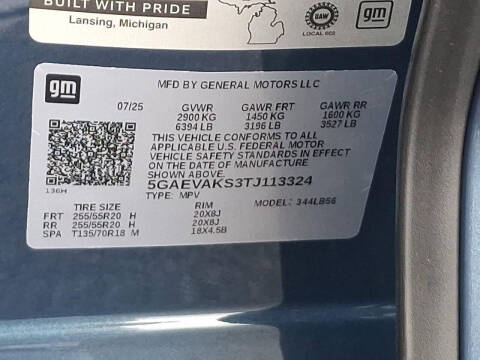 BUILT WITH PRIDE
Lansing, Michigan
UAW
LOCAL 602
gm
gm
MFD BY GENERAL MOTORS LLC
07/25 GVWR GAWR FRT GAWR RR
2900 KG 1450 KG 1600 KG
6394 LB 3196 LB 3527 LB
THIS VEHICLE CONFORMS TO ALL
APPLICABLE U.S. FEDERAL MOTOR
VEHICLE SAFETY STANDARDS IN EFFECT
ON THE DATE OF MANUFACTURE
SHOWN ABOVE.
136H
5GAEVAKS3TJ113324
TYPE: MPV MODEL: 344LB56
TIRE SIZE RIM
FRT 255/55R20 H 20X8J
RR 255/55R20 H 20X8J
SPA T135/70R18 M 18X4.5B